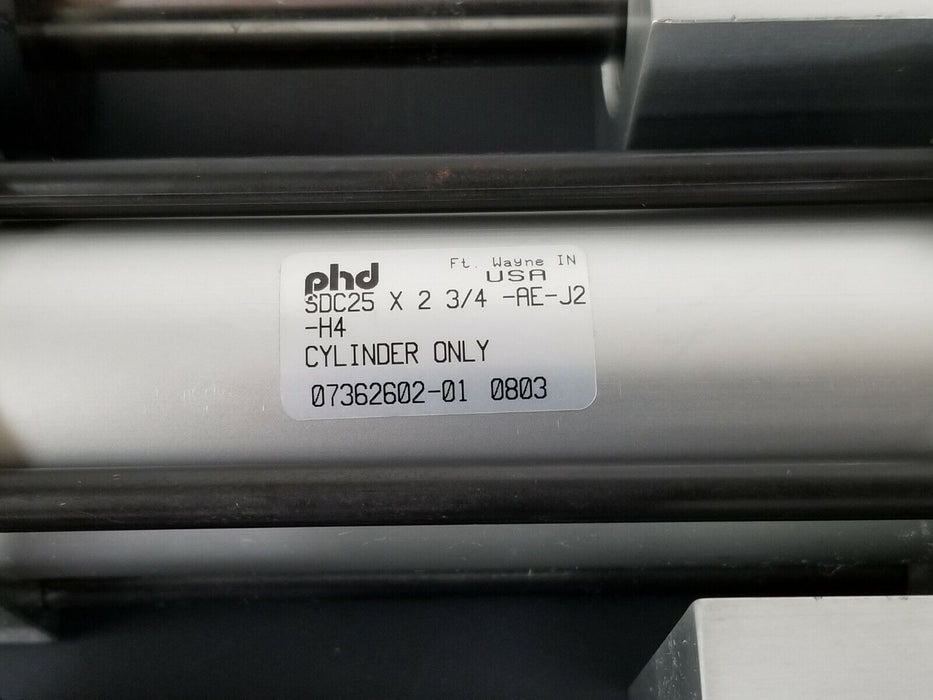 phd Ft. Wayne IN
USA
SDC25 X 2 3/4 -AE-J2
-H4
CYLINDER ONLY
07362602-01 0803